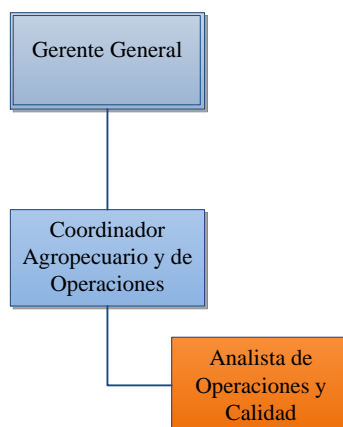 Gerente General
Coordinador
Agropecuario y de
Operaciones
Analista de
Operaciones y
Calidad